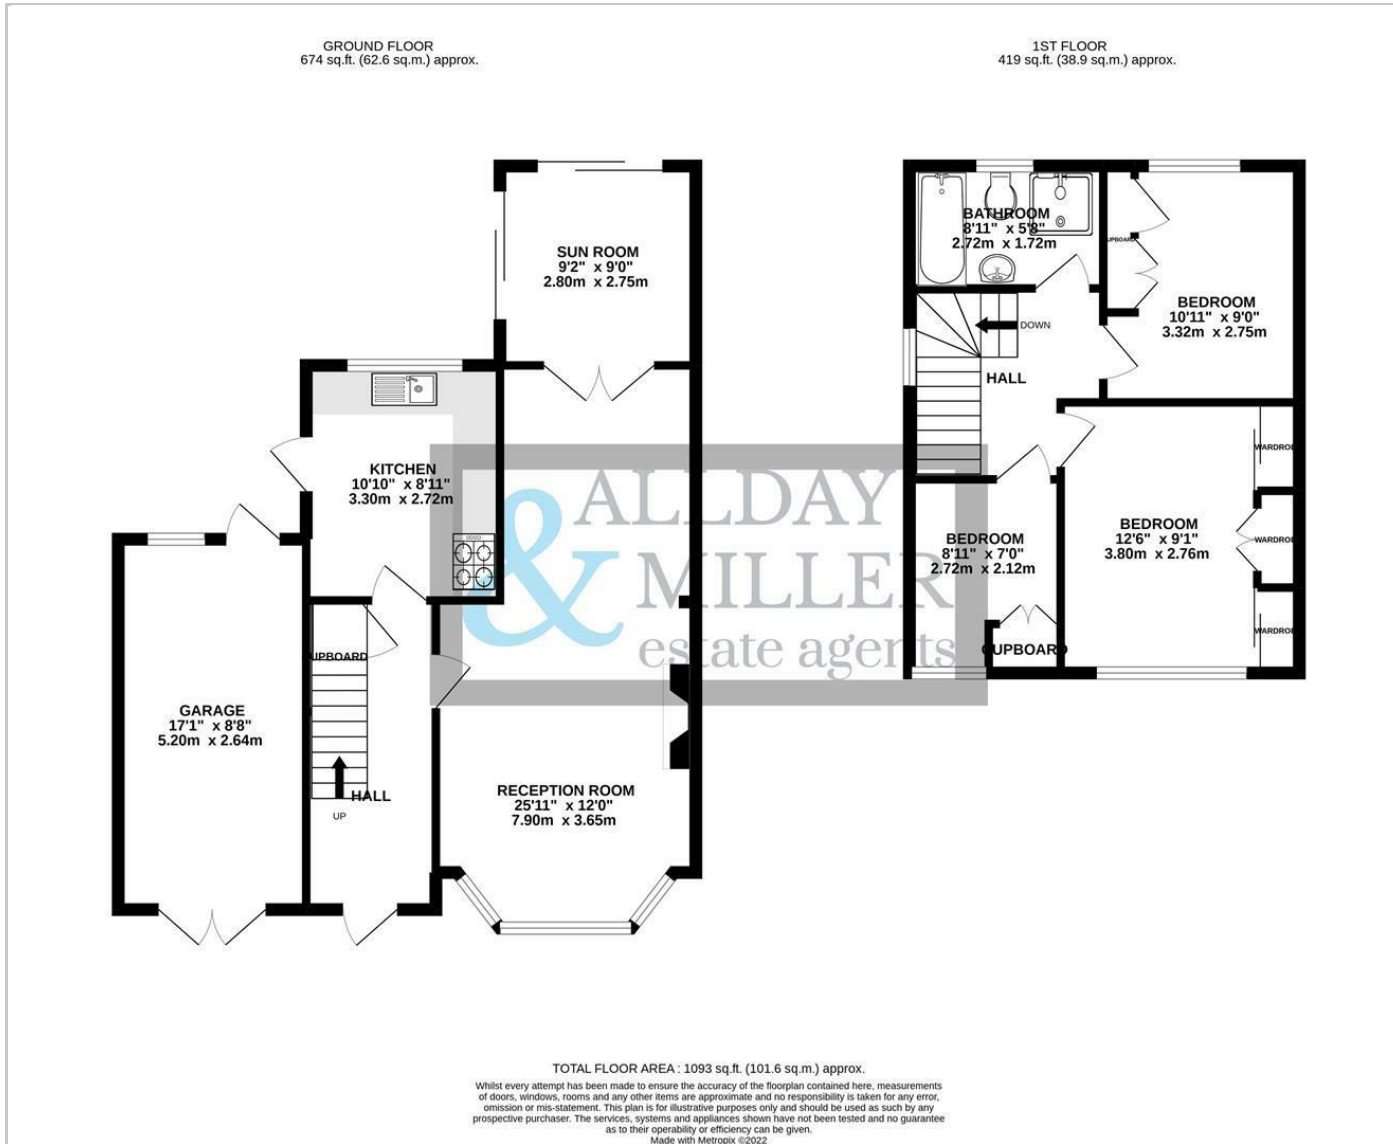 GROUND FLOOR
674 sq.ft. (62.6 sq.m.) approx.
1ST FLOOR
419 sq.ft. (38.9 sq.m.) approx.
SUN ROOM
9'2" x 9'0"
2.80m x 2.75m
KITCHEN
10'10" x 8'11"
3.30m x 2.72m
UPBOARD
GARAGE
17'1" x 8'8"
5.20m x 2.64m
HALL
UP
RECEPTION ROOM
25'11" x 12'0"
7.90m x 3.65m
BATHROOM
8'11" x 5'8"
2.72m x 1.72m
UPBOARD
BEDROOM
10'11" x 9'0"
3.32m x 2.75m
DOWN
HALL
BEDROOM
12'6" x 9'1"
3.80m x 2.76m
WARDROB
WARDROB
WARDROB
BEDROOM
8'11" x 7'0"
2.72m x 2.12m
CUPBOARD
ALLDAY
& MILLER
estate agents
TOTAL FLOOR AREA : 1093 sq.ft. (101.6 sq.m.) approx.
Whilst every attempt has been made to ensure the accuracy of the floorplan contained here, measurements
of doors, windows, rooms and any other items are approximate and no responsibility is taken for any error,
omission or mis-statement. This plan is for illustrative purposes only and should be used as such by any
prospective purchaser. The services, systems and appliances shown have not been tested and no guarantee
as to their operability or efficiency can be given.
Made with Metropix ©2022